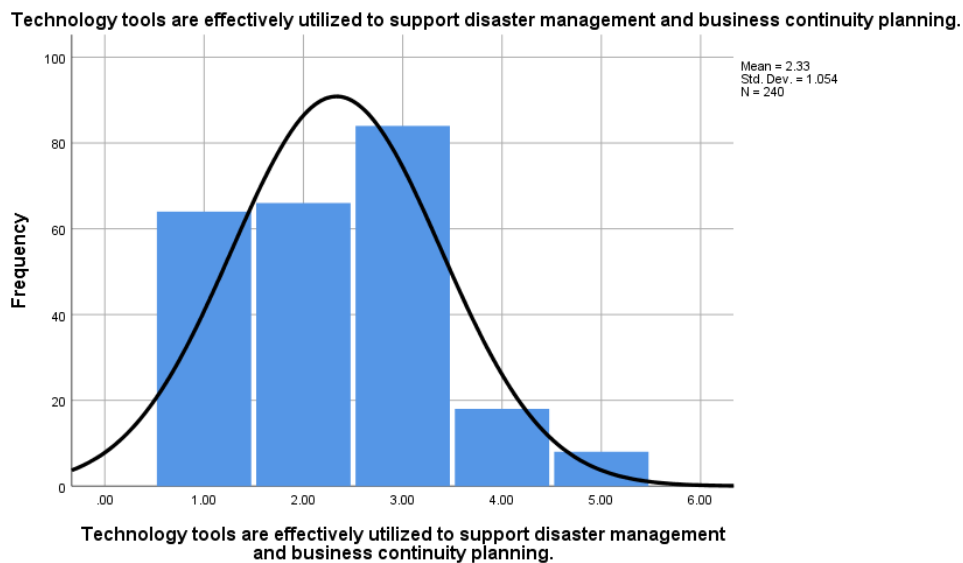 Technology tools are effectively utilized to support disaster management and business continuity planning.
Mean = 2.33
Std. Dev. = 1.054
N = 240
100
80
60
40
20
0
Frequency
.00 1.00 2.00 3.00 4.00 5.00 6.00
Technology tools are effectively utilized to support disaster management
and business continuity planning.